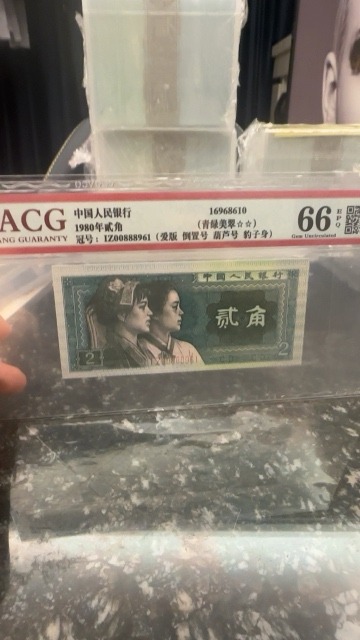 ACG
NG GUARANTY
中国人民银行
16968610
1980年贰角
(青绿美翠☆☆)
冠号：IZ00888961（爱版 倒置号 葫芦号 豹子身）
66
EPQ
Gem Uncirculated
中国人民银行
贰角
2
2